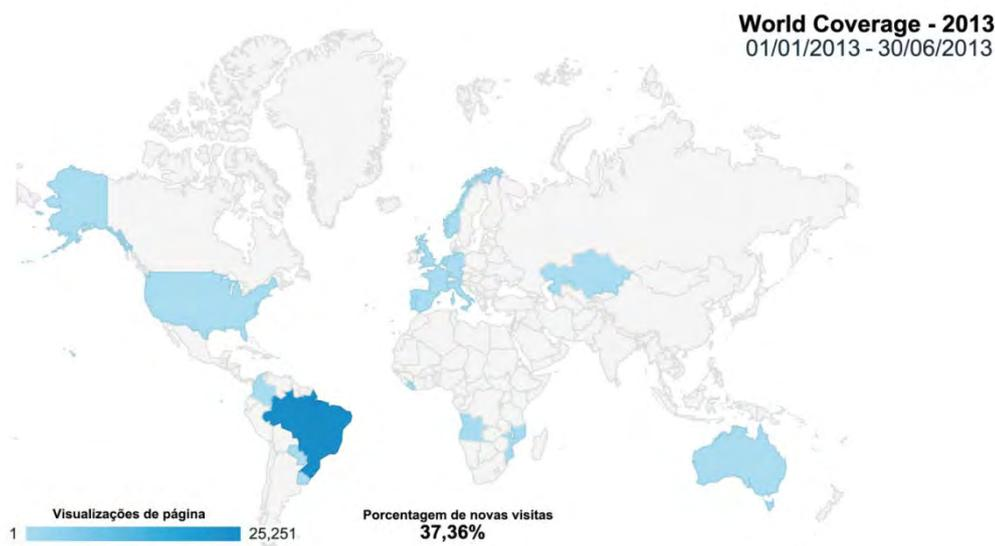 World Coverage - 2013
01/01/2013 - 30/06/2013
Visualizações de página
1 25,251
Porcentagem de novas visitas
37,36%